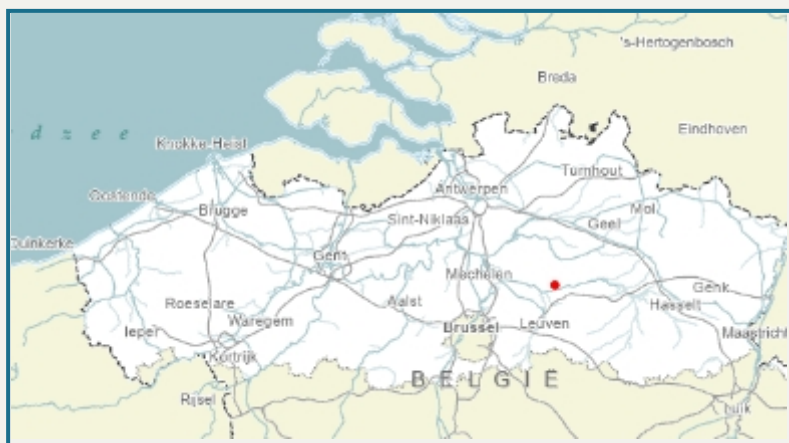 's-Hertogenbosch
Breda
Eindhoven
d z e e
Knokke-Heist
Turnhout
Antwerpen
Oostende
Mol
Brugge
Sint-Niklaas
Geel
Duinkerke
Gent
Mechelen
Genk
Roeselare
Aalst
Hasselt
Waregem
Brussel
Leuven
Ieper
Maastricht
Kortrijk
BELGIË
Rijsel
Luik